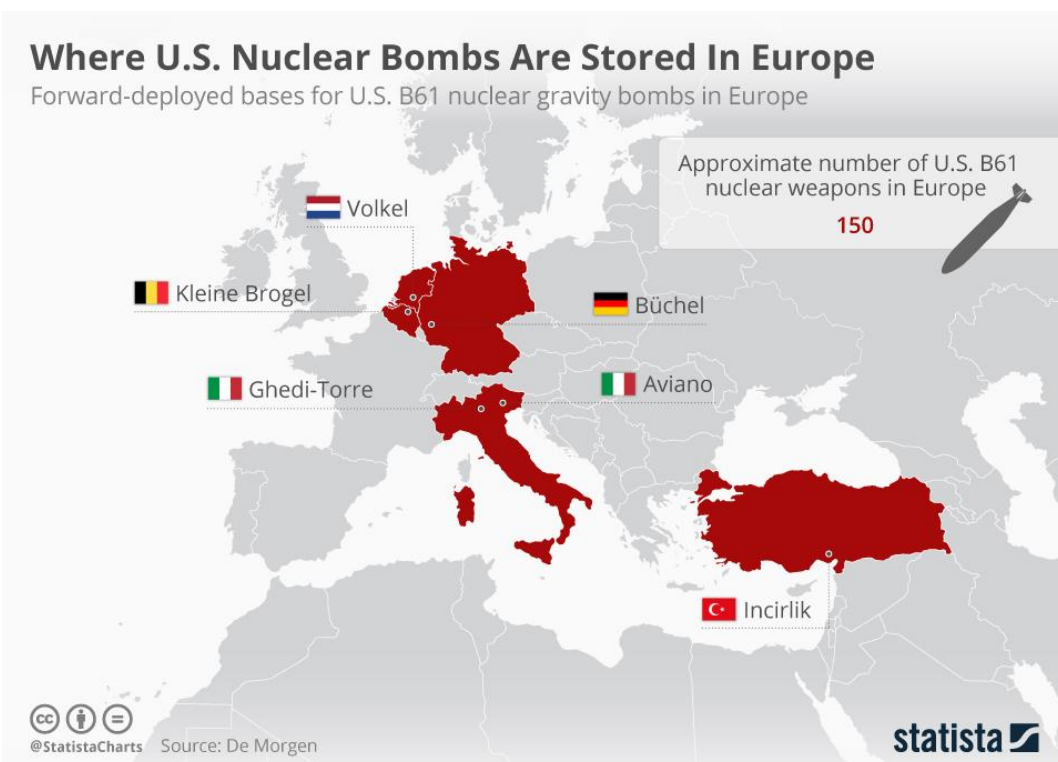 Where U.S. Nuclear Bombs Are Stored In Europe
Forward-deployed bases for U.S. B61 nuclear gravity bombs in Europe
Approximate number of U.S. B61
nuclear weapons in Europe
150
Volkel
Kleine Brogel
Büchel
Ghedi-Torre
Aviano
Incirlik
cc
@StatistaCharts Source: De Morgen
statista